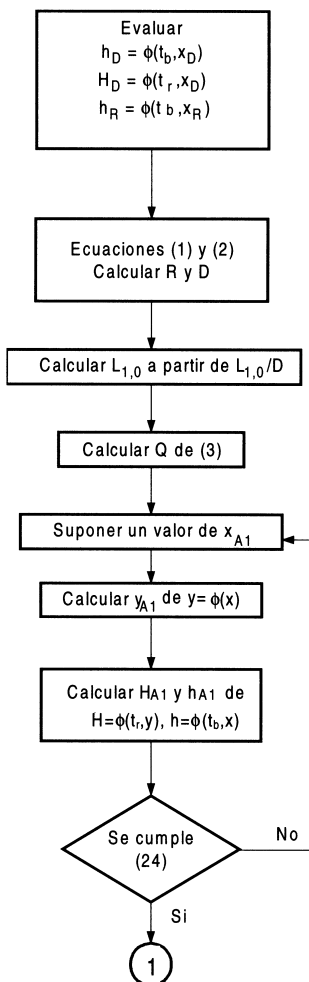 Evaluar
h_D = ϕ(t_b,x_D)
H_D = ϕ(t_r,x_D)
h_R = ϕ(t_b,x_R)
Ecuaciones (1) y (2)
Calcular R y D
Calcular L_1,0 a partir de L_1,0/D
Calcular Q de (3)
Suponer un valor de x_A1
Calcular y_A1 de y= ϕ(x)
Calcular H_A1 y h_A1 de
H=ϕ(t_r,y), h=ϕ(t_b,x)
Se cumple
(24)
No
Si
1